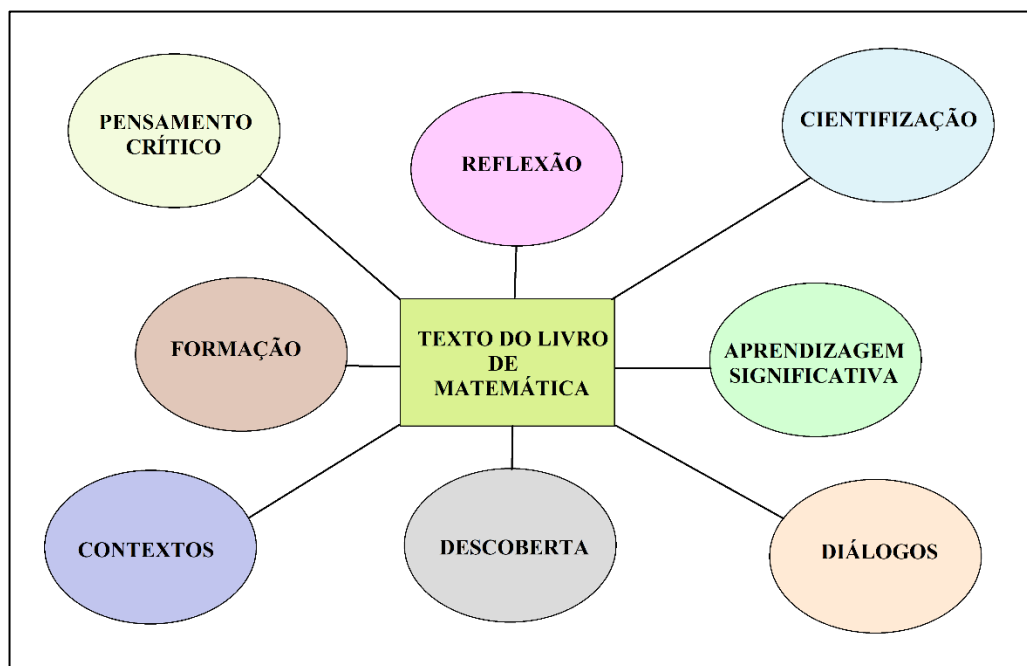 PENSAMENTO
CRÍTICO
REFLEXÃO
CIENTIFIZAÇÃO
FORMAÇÃO
TEXTO DO LIVRO
DE
MATEMÁTICA
APRENDIZAGEM
SIGNIFICATIVA
CONTEXTOS
DESCOBERTA
DIÁLOGOS